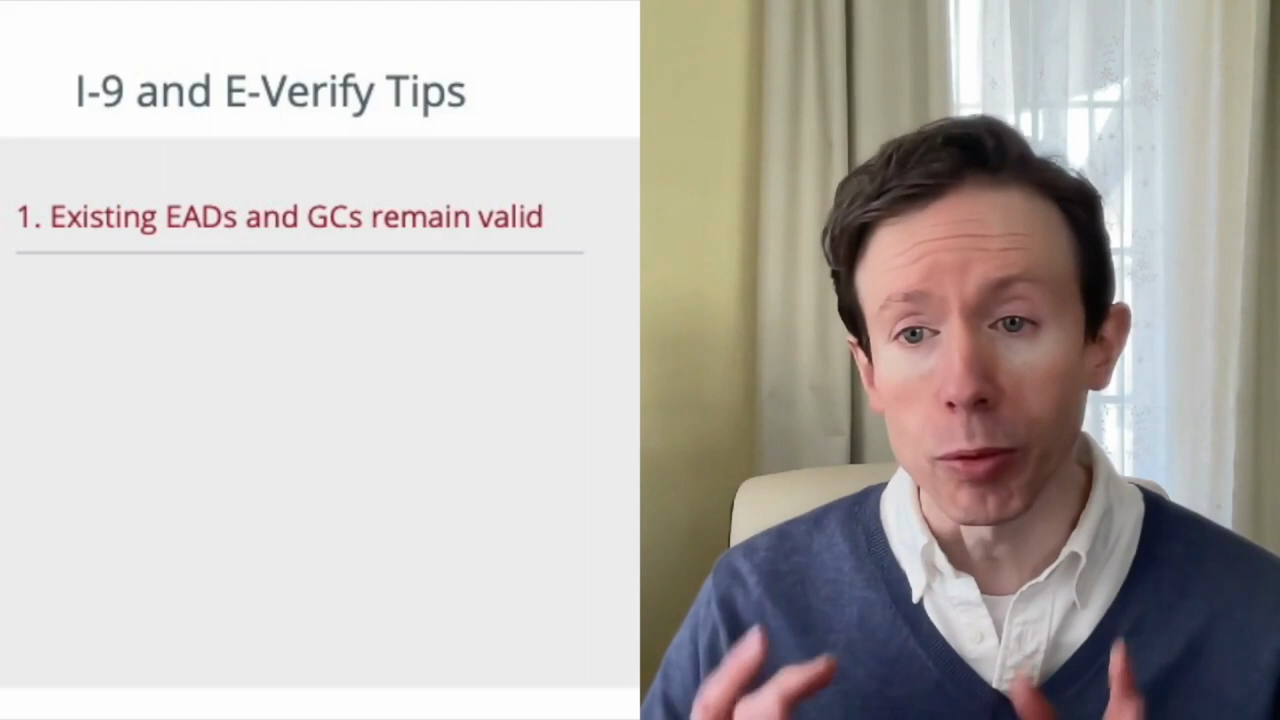 I-9 and E-Verify Tips
1. Existing EADs and GCs remain valid